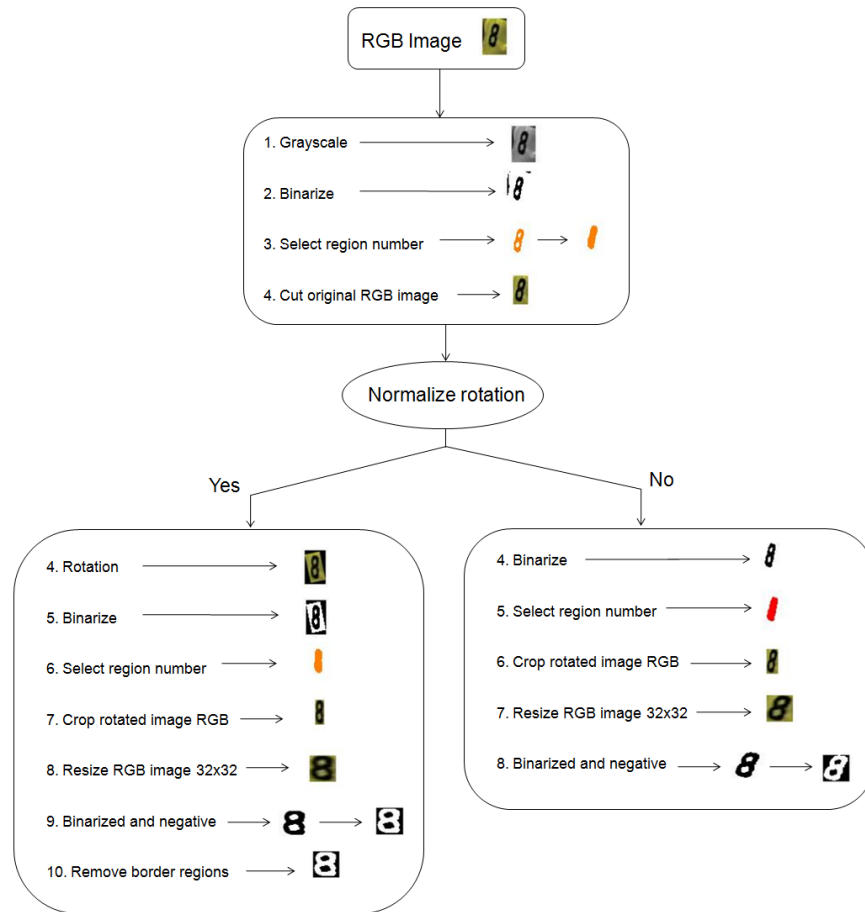 RGB Image
1. Grayscale
2. Binarize
3. Select region number
4. Cut original RGB image
Normalize rotation
Yes
No
4. Rotation
5. Binarize
6. Select region number
7. Crop rotated image RGB
8. Resize RGB image 32x32
9. Binarized and negative
10. Remove border regions
4. Binarize
5. Select region number
6. Crop rotated image RGB
7. Resize RGB image 32x32
8. Binarized and negative